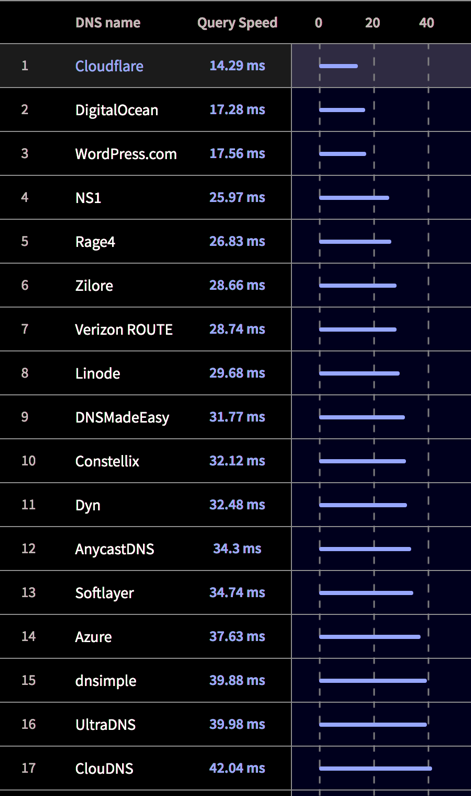 DNS name Query Speed 0 20 40
1 Cloudflare 14.29 ms
2 DigitalOcean 17.28 ms
3 WordPress.com 17.56 ms
4 NS1 25.97 ms
5 Rage4 26.83 ms
6 Zilore 28.66 ms
7 Verizon ROUTE 28.74 ms
8 Linode 29.68 ms
9 DNSMadeEasy 31.77 ms
10 Constellix 32.12 ms
11 Dyn 32.48 ms
12 AnycastDNS 34.3 ms
13 Softlayer 34.74 ms
14 Azure 37.63 ms
15 dnsimple 39.88 ms
16 UltraDNS 39.98 ms
17 ClouDNS 42.04 ms